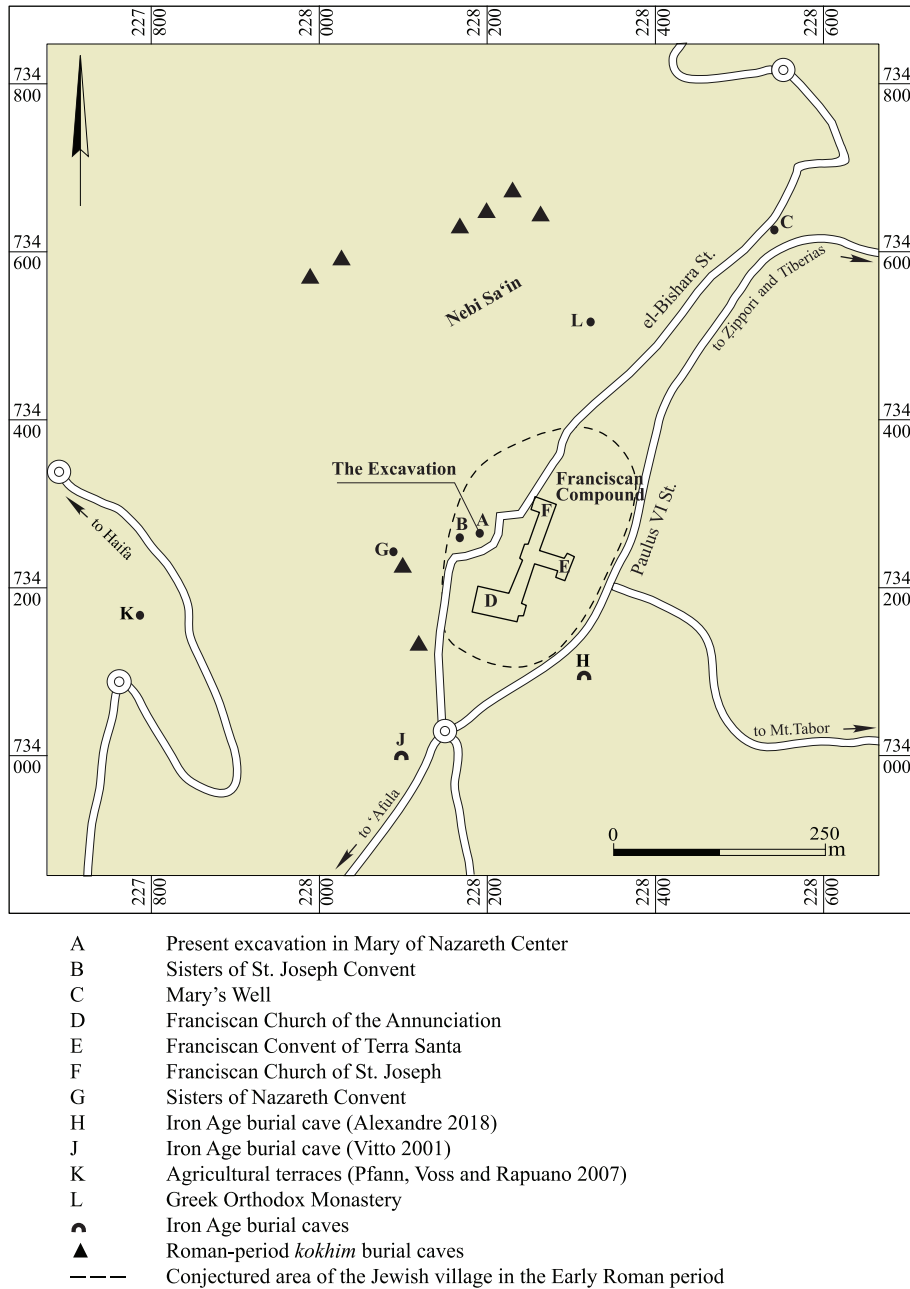 227
800
228
000
228
200
228
400
228
600
734
800
734
800
C
734
600
734
600
Nebi Sa‘in
el-Bishara St.
to Zippori and Tiberias
L
734
400
734
400
The Excavation
Franciscan
Compound
F
B
A
Paulus VI St.
to Haifa
G
E
734
200
734
200
D
K
H
J
to Mt.Tabor
734
000
734
000
to ‘Afula
0
250
m
227
800
228
000
228
200
228
400
228
600
A Present excavation in Mary of Nazareth Center
B Sisters of St. Joseph Convent
C Mary’s Well
D Franciscan Church of the Annunciation
E Franciscan Convent of Terra Santa
F Franciscan Church of St. Joseph
G Sisters of Nazareth Convent
H Iron Age burial cave (Alexandre 2018)
J Iron Age burial cave (Vitto 2001)
K Agricultural terraces (Pfann, Voss and Rapuano 2007)
L Greek Orthodox Monastery
Iron Age burial caves
Roman-period kokhim burial caves
Conjectured area of the Jewish village in the Early Roman period